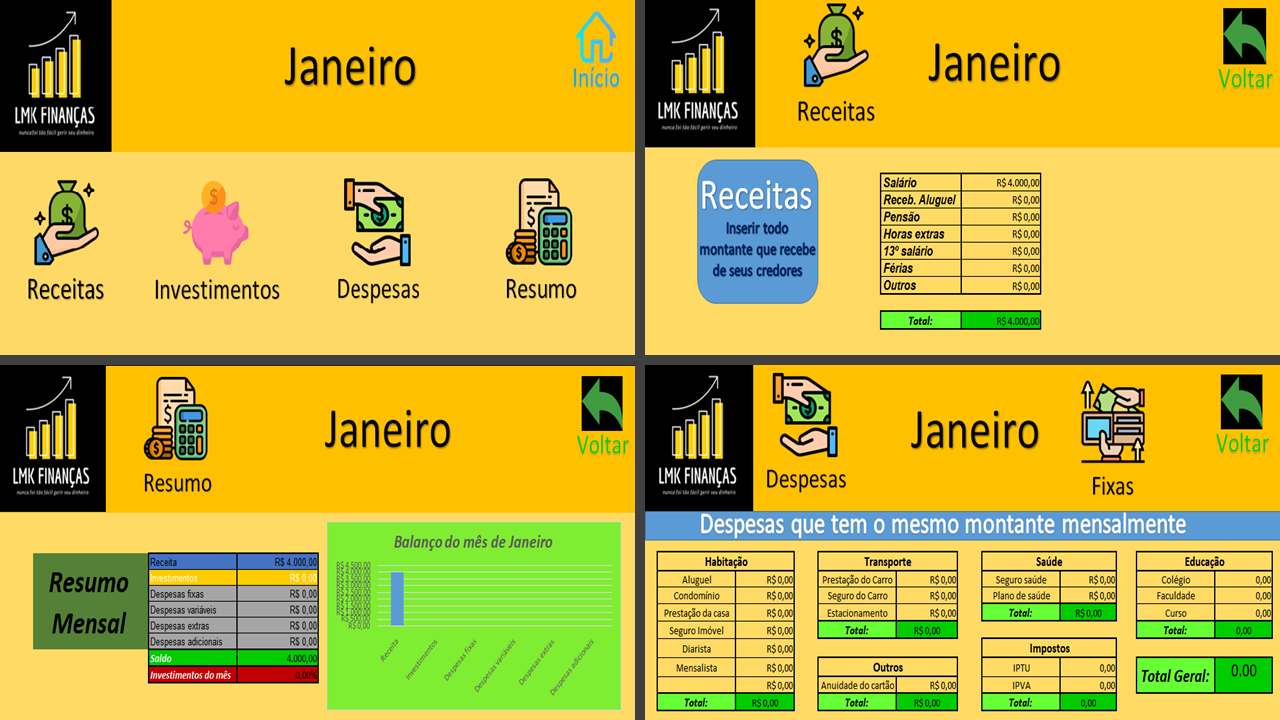 LMK FINANÇAS
nunca foi tão fácil gerir seu dinheiro
Janeiro
Início
Receitas
Investimentos
Despesas
Resumo
LMK FINANÇAS
nunca foi tão fácil gerir seu dinheiro
Receitas
Janeiro
Voltar
Receitas
Inserir todo
montante que recebe
de seus credores
Salário R$ 4.000,00
Receb. Aluguel R$ 0,00
Pensão R$ 0,00
Horas extras R$ 0,00
13º salário R$ 0,00
Férias R$ 0,00
Outros R$ 0,00
Total: R$ 4.000,00
LMK FINANÇAS
nunca foi tão fácil gerir seu dinheiro
Resumo
Janeiro
Voltar
Resumo
Mensal
Receita R$ 4.000,00
Investimentos R$ 0,00
Despesas fixas R$ 0,00
Despesas variáveis R$ 0,00
Despesas extras R$ 0,00
Despesas adicionais R$ 0,00
Saldo 4.000,00
Investimentos do mês 0,00%
Balanço do mês de Janeiro
R$ 4.500,00
R$ 4.000,00
R$ 3.500,00
R$ 3.000,00
R$ 2.500,00
R$ 2.000,00
R$ 1.500,00
R$ 1.000,00
R$ 500,00
R$ 0,00
Receita
Investimentos
Despesas fixas
Despesas variáveis
Despesas extras
Despesas adicionais
LMK FINANÇAS
nunca foi tão fácil gerir seu dinheiro
Despesas
Janeiro
Fixas
Voltar
Despesas que tem o mesmo montante mensalmente
Habitação
Aluguel R$ 0,00
Condomínio R$ 0,00
Prestação da casa R$ 0,00
Seguro Imóvel R$ 0,00
Diarista R$ 0,00
Mensalista R$ 0,00
R$ 0,00
Total: R$ 0,00
Transporte
Prestação do Carro R$ 0,00
Seguro do Carro R$ 0,00
Estacionamento R$ 0,00
Total: R$ 0,00
Outros
Anuidade do cartão R$ 0,00
Total: R$ 0,00
Saúde
Seguro saúde R$ 0,00
Plano de saúde R$ 0,00
Total: R$ 0,00
Impostos
IPTU 0,00
IPVA 0,00
Total: 0,00
Educação
Colégio 0,00
Faculdade 0,00
Curso 0,00
Total: 0,00
Total Geral: 0.00